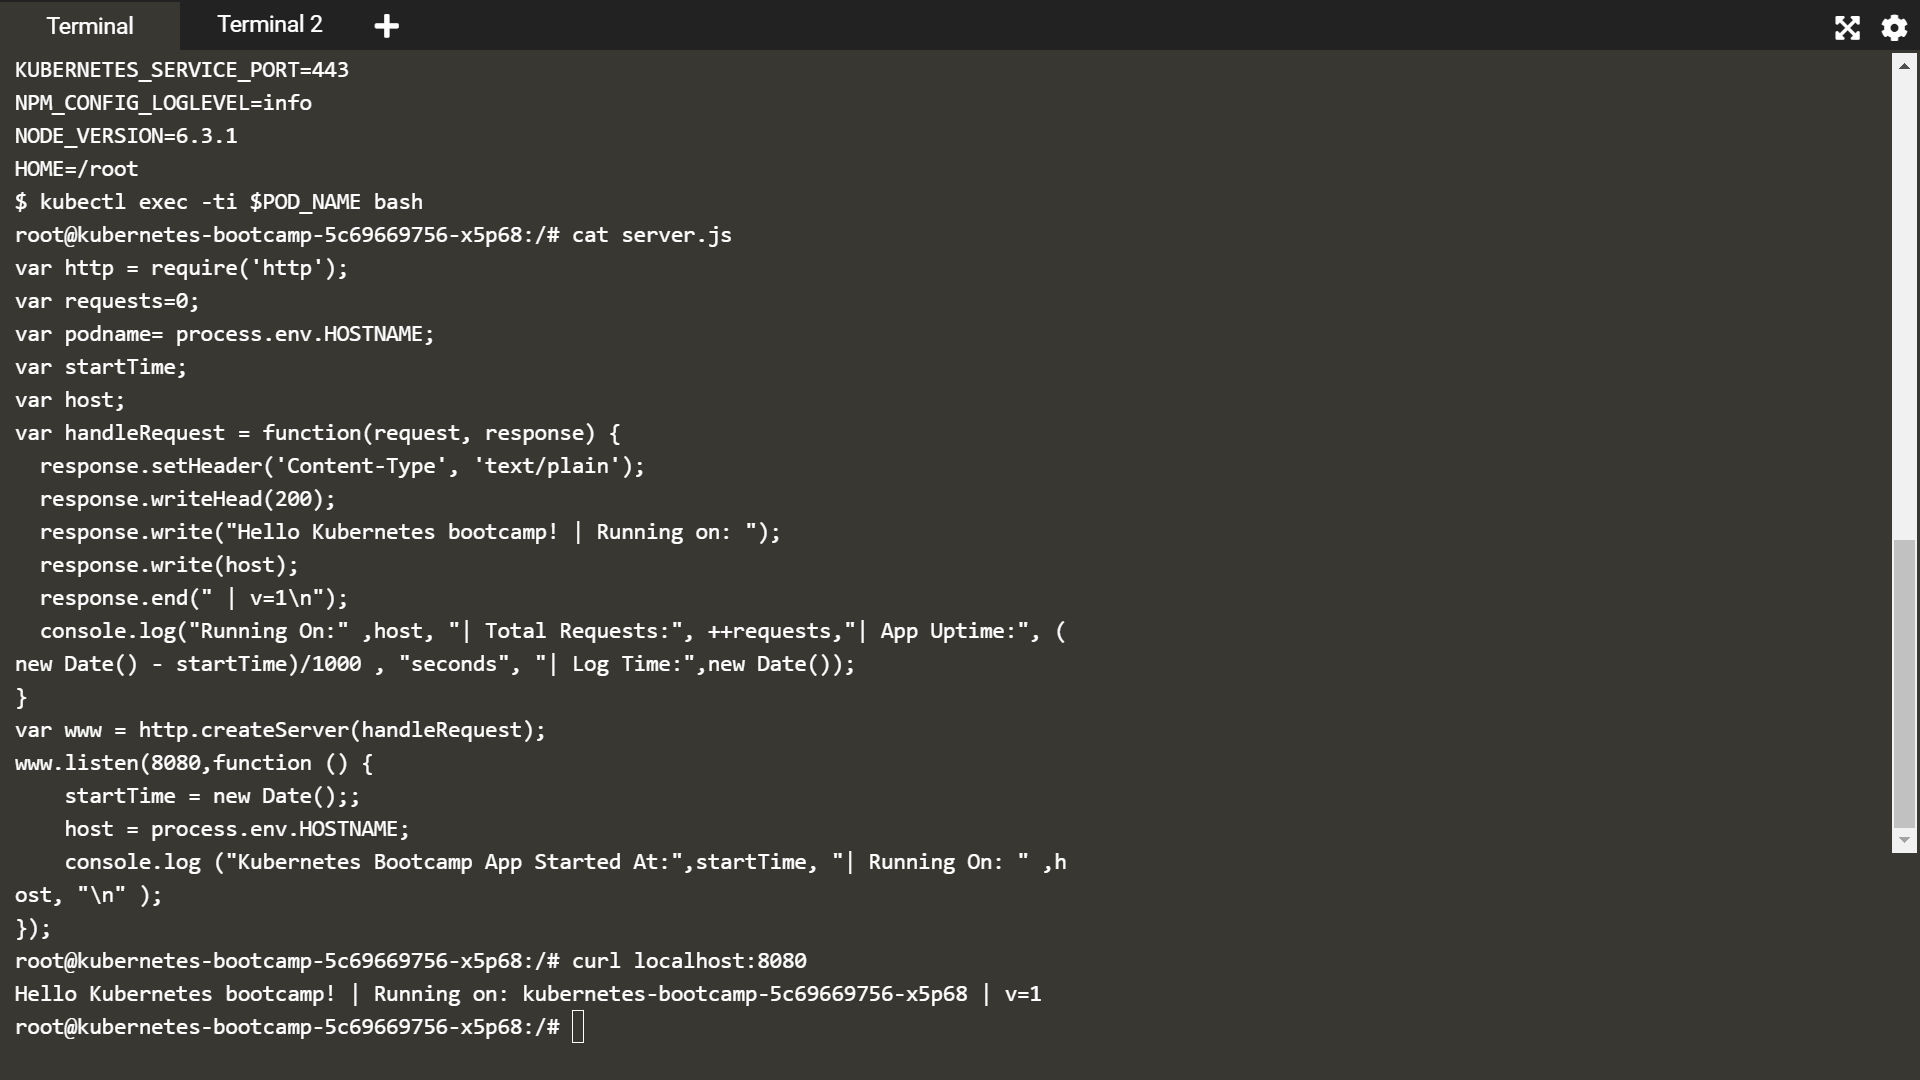 Terminal
Terminal 2
KUBERNETES_SERVICE_PORT=443
NPM_CONFIG_LOGLEVEL=info
NODE_VERSION=6.3.1
HOME=/root
$ kubectl exec -ti $POD_NAME bash
root@kubernetes-bootcamp-5c69669756-x5p68:/# cat server.js
var http = require('http');
var requests=0;
var podname= process.env.HOSTNAME;
var startTime;
var host;
var handleRequest = function(request, response) {
  response.setHeader('Content-Type', 'text/plain');
  response.writeHead(200);
  response.write("Hello Kubernetes bootcamp! | Running on: ");
  response.write(host);
  response.end(" | v=1\n");
  console.log("Running On:" ,host, "| Total Requests:", ++requests,"| App Uptime:", (
new Date() - startTime)/1000 , "seconds", "| Log Time:",new Date());
}
var www = http.createServer(handleRequest);
www.listen(8080,function () {
    startTime = new Date();;
    host = process.env.HOSTNAME;
    console.log ("Kubernetes Bootcamp App Started At:",startTime, "| Running On: " ,h
ost, "\n" );
});
root@kubernetes-bootcamp-5c69669756-x5p68:/# curl localhost:8080
Hello Kubernetes bootcamp! | Running on: kubernetes-bootcamp-5c69669756-x5p68 | v=1
root@kubernetes-bootcamp-5c69669756-x5p68:/#